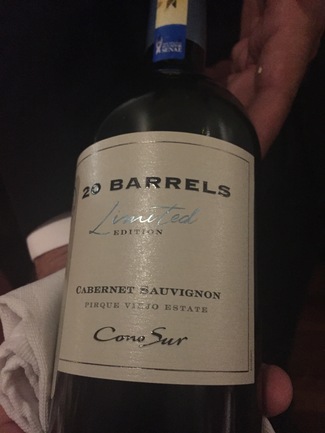 20 BARRELS
Limited
EDITION
CABERNET SAUVIGNON
PIRQUE VIEJO ESTATE
Cono Sur